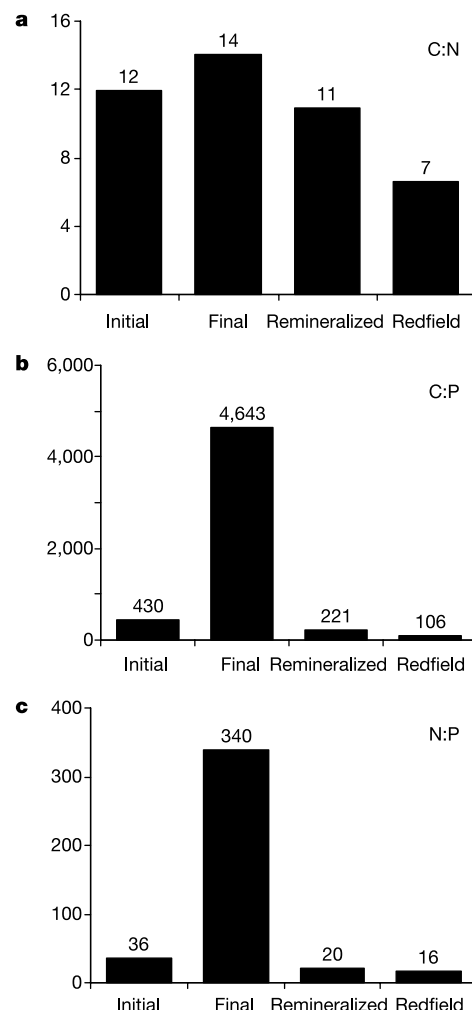 a
C:N
16
12
8
4
0
12
14
11
7
Initial Final Remineralized Redfield
b
C:P
6,000
4,000
2,000
0
430
4,643
221
106
Initial Final Remineralized Redfield
c
N:P
400
300
200
100
0
36
340
20
16
Initial Final Remineralized Redfield